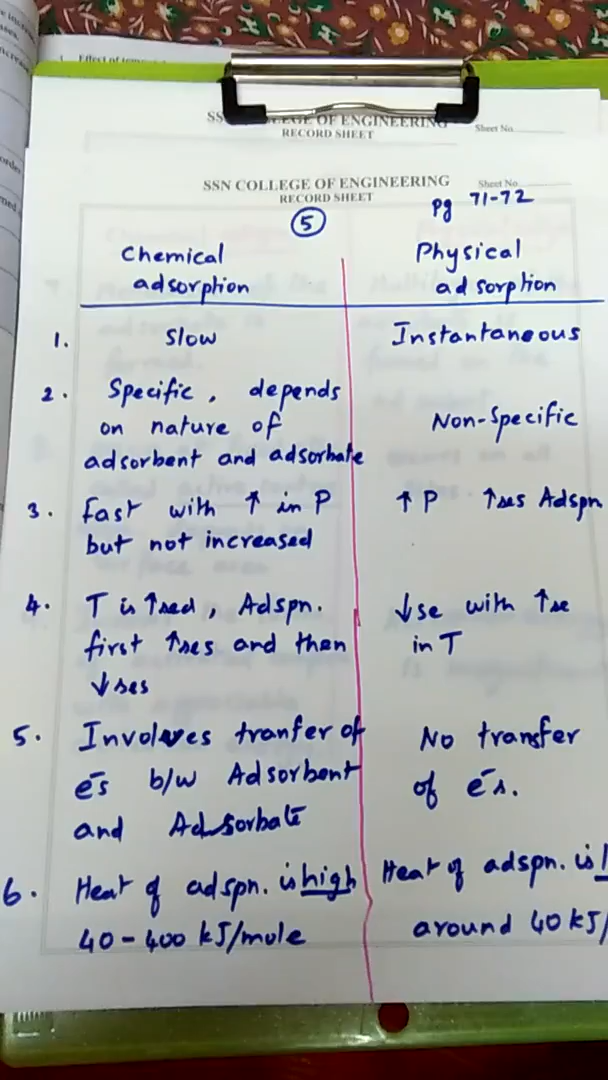 SSN COLLEGE OF ENGINEERING
RECORD SHEET
Sheet No
SSN COLLEGE OF ENGINEERING
RECORD SHEET
Sheet No
Pg 71-72
5
Chemical adsorption
Physical adsorption
1. Slow
Instantaneous
2. Specific, depends
on nature of
adsorbent and adsorbate
Non-Specific
3. fast with ↑ in P
but not increased
↑ P ↑ses Adspn
4. T is ↑sed, Adspn.
first ↑ses and then
↓ses
↓se with ↑se
in T
5. Involves tranfer of
e⁻s b/w Adsorbent
and Adsorbate
No transfer
of e⁻s.
6. Heat of adspn. is high
40-400 kJ/mole
Heat of adspn. is
around 40 kJ/